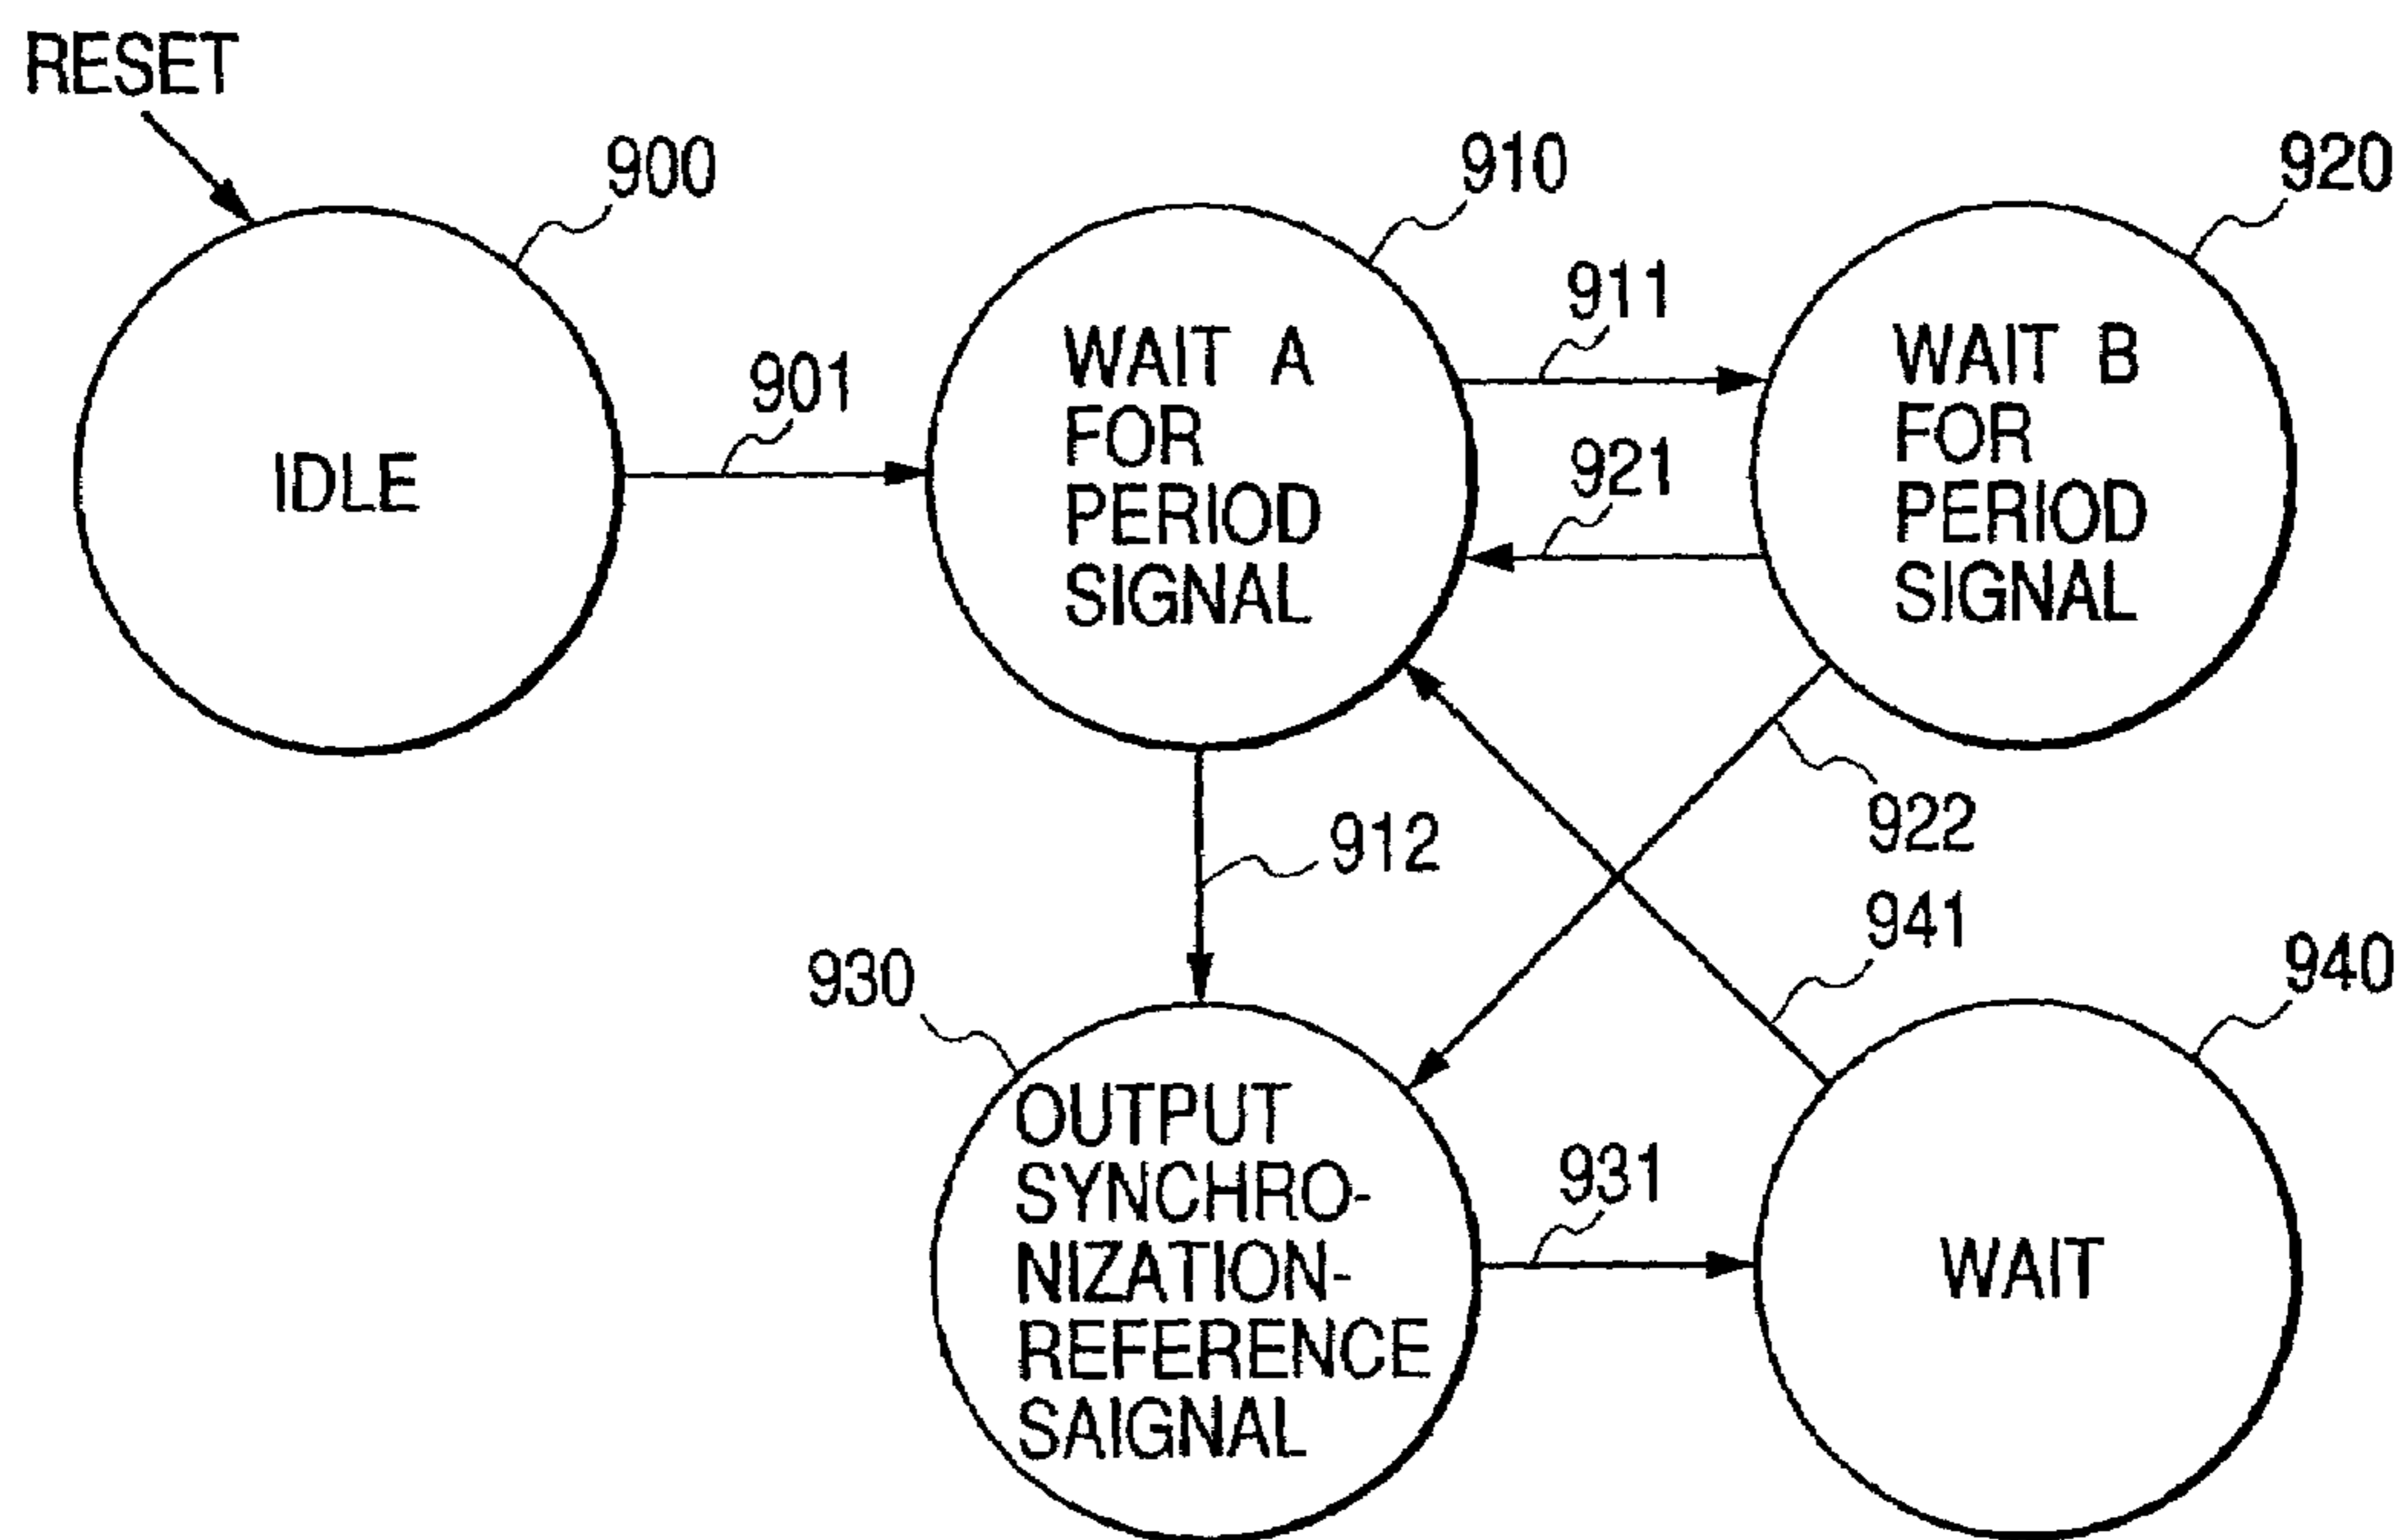 RESET
900
910
920
911
901
921
IDLE
WAIT A
FOR
PERIOD
SIGNAL
WAIT B
FOR
PERIOD
SIGNAL
922
912
941
930
940
OUTPUT
SYNCHRO-
NIZATION-
REFERENCE
SAIGNAL
931
WAIT